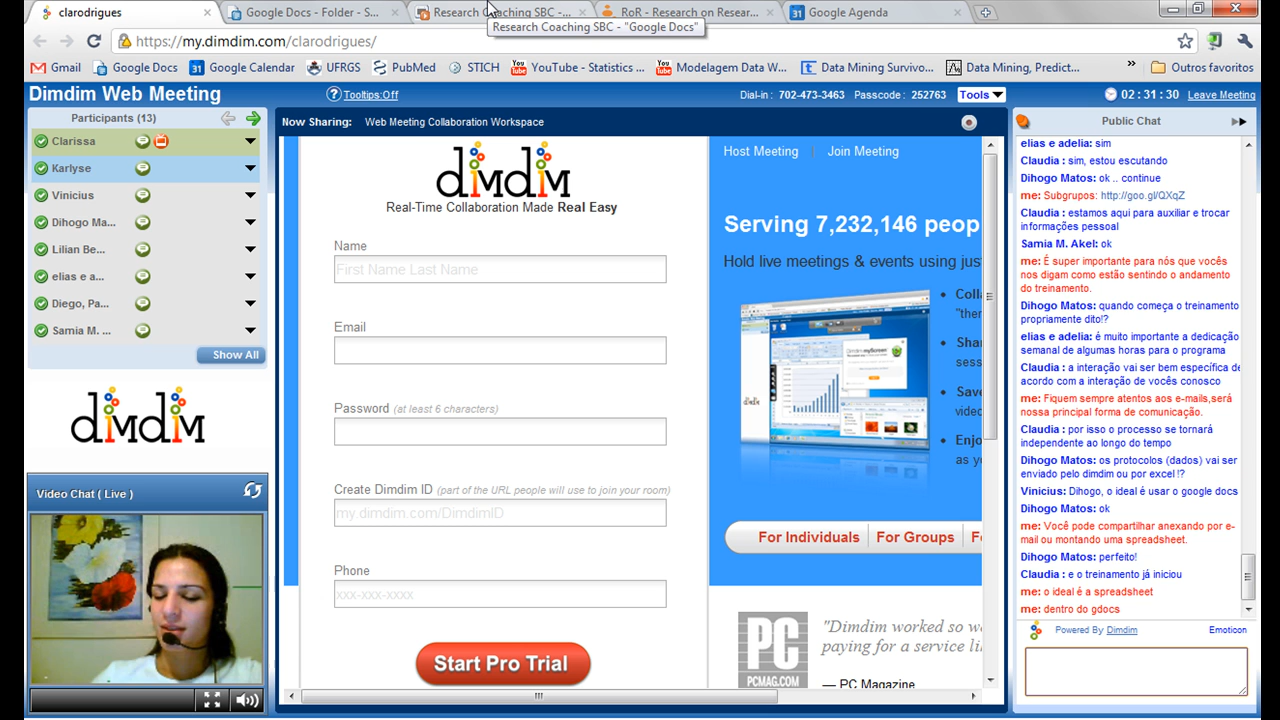 clarodrigues
Google Docs - Folder - S...
Research Coaching SBC -...
RoR - Research on Resear...
31 Google Agenda
Research Coaching SBC - "Google Docs"
https://my.dimdim.com/clarodrigues/
Gmail
Google Docs
31 Google Calendar
UFRGS
PubMed
STICH
You Tube YouTube - Statistics ...
You Tube Modelagem Data W...
Data Mining Survivo...
Data Mining, Predict...
Outros favoritos
Dimdim Web Meeting
Tooltips:Off
Dial-in : 702-473-3463 Passcode : 252763
Tools
02 : 31 : 30
Leave Meeting
Participants (13)
Clarissa
Karlyse
Vinicius
Dihogo Ma...
Lilian Be...
elias e a...
Diego, Pa...
Samia M. ...
Show All
dimdim
Video Chat ( Live )
Now Sharing: Web Meeting Collaboration Workspace
dimdim
Real-Time Collaboration Made Real Easy
Name
First Name Last Name
Email
Password (at least 6 characters)
Create Dimdim ID (part of the URL people will use to join your room)
my.dimdim.com/DimdimID
Phone
xxx-xxx-xxxx
Start Pro Trial
Host Meeting | Join Meeting
Serving 7,232,146 peop
Hold live meetings & events using jus
Colla
"ther
Shar
sess
Save
video
Enjo
as yo
For Individuals
For Groups
PC
PCMAG.COM
"Dimdim worked so w
paying for a service li
— PC Magazine
Public Chat
elias e adelia: sim
Claudia : sim, estou escutando
Dihogo Matos: ok .. continue
me: Subgrupos: http://goo.gl/QXqZ
Claudia : estamos aqui para auxiliar e trocar
informações pessoal
Samia M. Akel: ok
me: É super importante para nós que vocês
nos digam como estão sentindo o andamento
do treinamento.
Dihogo Matos: quando começa o treinamento
propriamente dito!?
elias e adelia: é muito importante a dedicação
semanal de algumas horas para o programa
Claudia : a interação vai ser bem específica de
acordo com a interação de vocês conosco
me: Fiquem sempre atentos aos e-mails,será
nossa principal forma de comunicação.
Claudia : por isso o processo se tornará
independente ao longo do tempo
Dihogo Matos: os protocolos (dados) vai ser
enviado pelo dimdim ou por excel !?
Vinicius: Dihogo, o ideal é usar o google docs
Dihogo Matos: ok
me: Você pode compartilhar anexando por e-
mail ou montando uma spreadsheet.
Dihogo Matos: perfeito!
Claudia : e o treinamento já iniciou
me: o ideal é a spreadsheet
me: dentro do gdocs
Powered By Dimdim
Emoticon